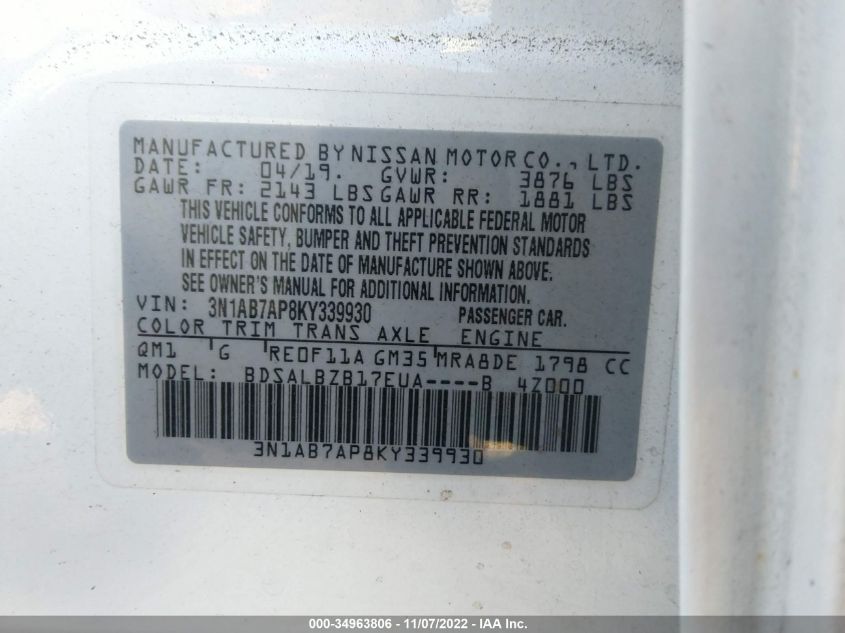 MANUFACTURED BY NISSAN MOTOR CO., LTD.
DATE: 04/19. GVWR: 3876 LBS
GAWR FR: 2143 LBS GAWR RR: 1881 LBS
THIS VEHICLE CONFORMS TO ALL APPLICABLE FEDERAL MOTOR
VEHICLE SAFETY, BUMPER AND THEFT PREVENTION STANDARDS
IN EFFECT ON THE DATE OF MANUFACTURE SHOWN ABOVE.
SEE OWNER'S MANUAL FOR ADDITIONAL INFORMATION.
VIN: 3N1AB7AP8KY339930 PASSENGER CAR.
COLOR TRIM TRANS AXLE ENGINE
QM1 G RE0F11A GM35 MRA8DE 1798 CC
MODEL: BDSALBZB17EUA----B 4Z000
3N1AB7AP8KY339930
000-34963806 - 11/07/2022 - IAA Inc.